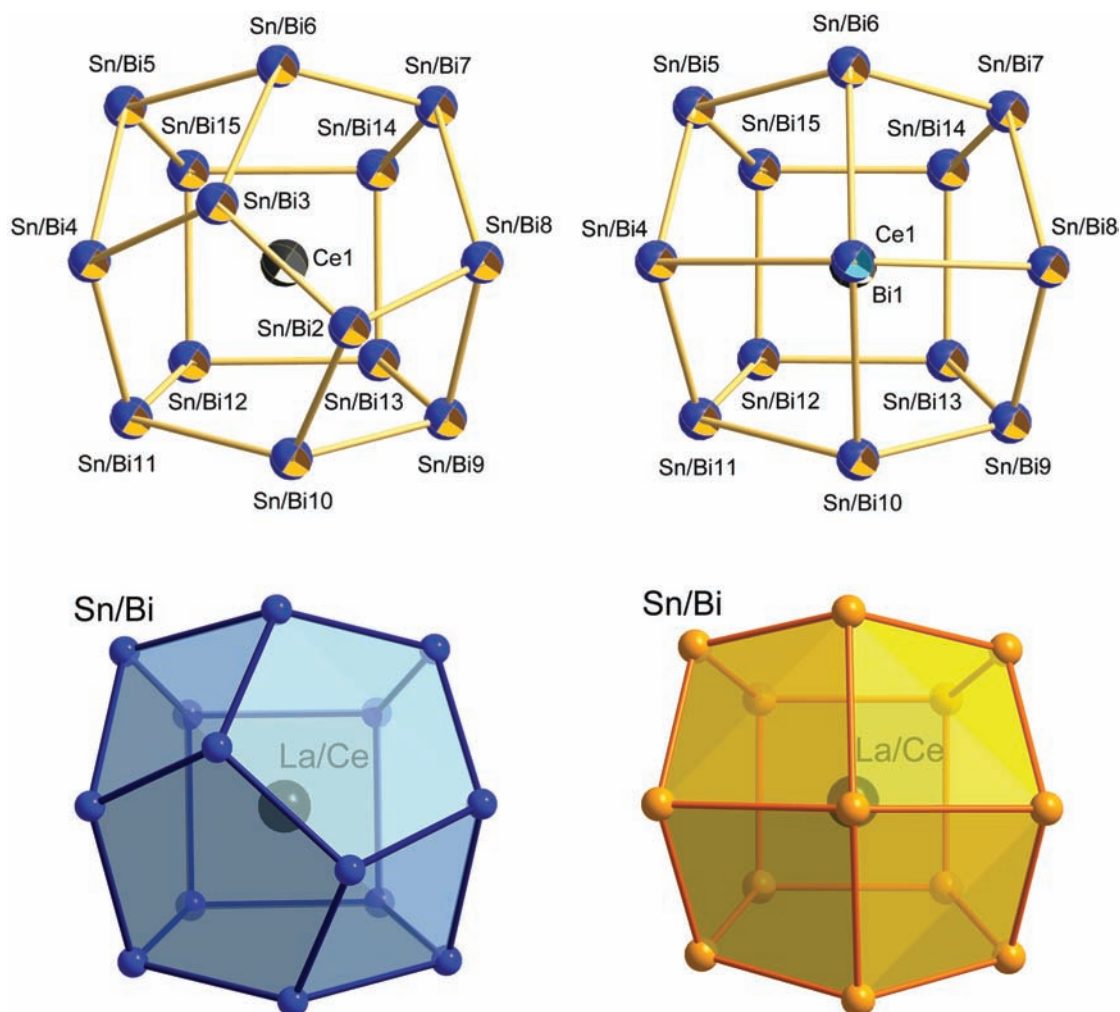 Sn/Bi6
Sn/Bi5
Sn/Bi7
Sn/Bi15
Sn/Bi14
Sn/Bi3
Sn/Bi4
Sn/Bi8
Ce1
Sn/Bi2
Sn/Bi12
Sn/Bi13
Sn/Bi11
Sn/Bi9
Sn/Bi10
Sn/Bi6
Sn/Bi5
Sn/Bi7
Sn/Bi15
Sn/Bi14
Sn/Bi4
Ce1
Sn/Bi8
Bi1
Sn/Bi12
Sn/Bi13
Sn/Bi11
Sn/Bi9
Sn/Bi10
Sn/Bi
La/Ce
Sn/Bi
La/Ce